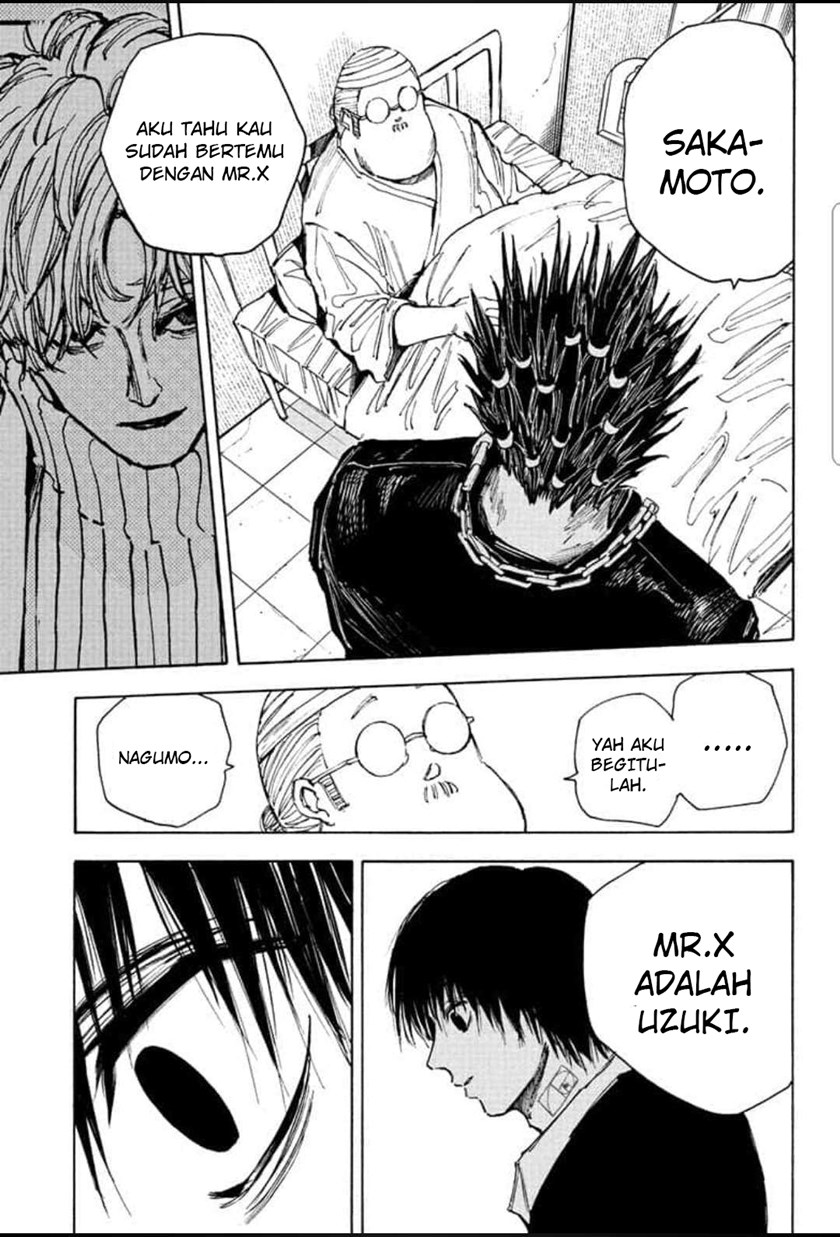 SAKA-
MOTO.
AKU TAHU KAU
SUDAH BERTEMU
DENGAN MR.X
.....
YAH AKU
BEGITU-
LAH.
NAGUMO...
MR.X
ADALAH
UZUKI.